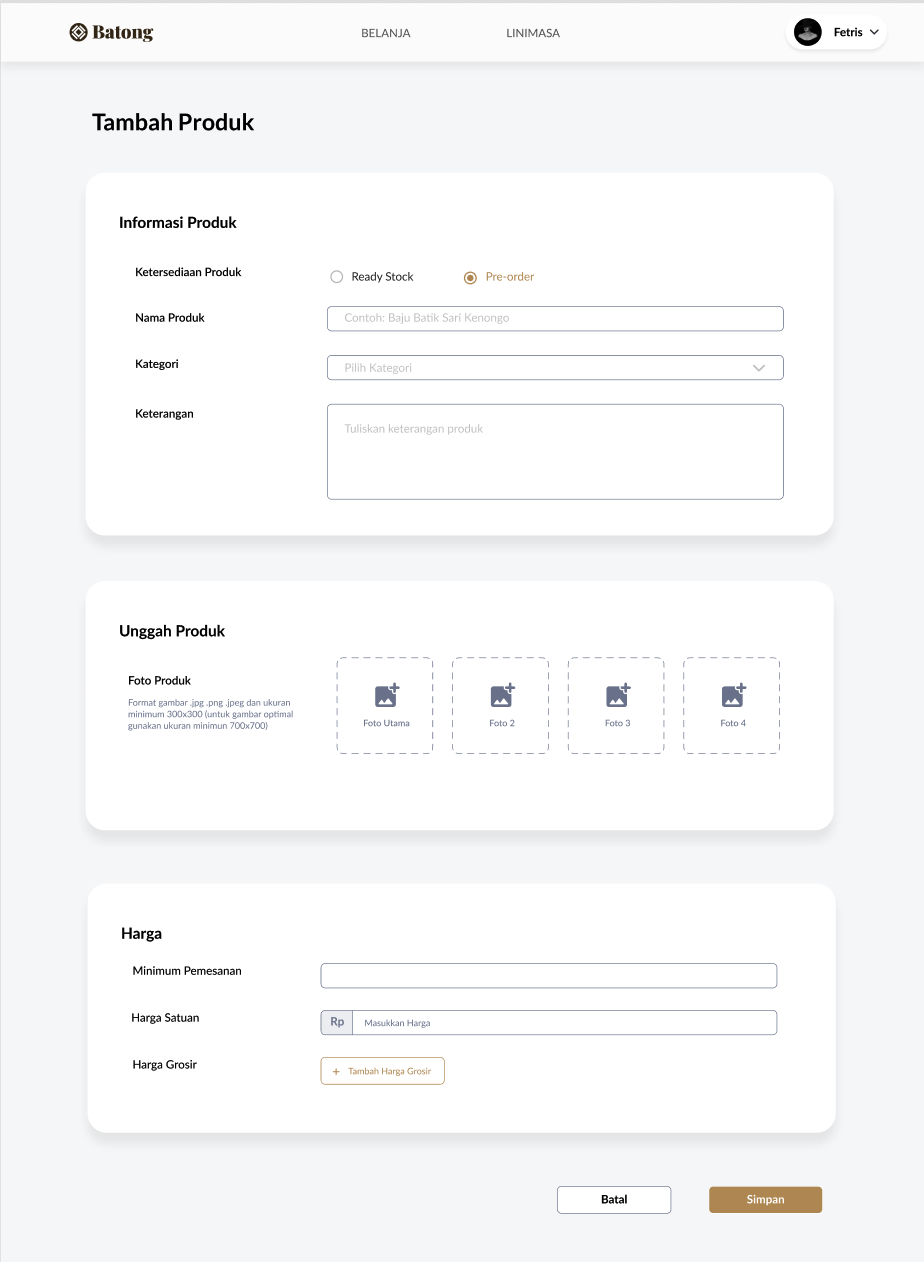 Batong
BELANJA
LINIMASA
Fetris
Tambah Produk
Informasi Produk
Ketersediaan Produk
Ready Stock
Pre-order
Nama Produk
Contoh: Baju Batik Sari Kenongo
Kategori
Pilih Kategori
Keterangan
Tuliskan keterangan produk
Unggah Produk
Foto Produk
Format gambar .jpg .png .jpeg dan ukuran
minimum 300x300 (untuk gambar optimal
gunakan ukuran minimun 700x700)
Foto Utama
Foto 2
Foto 3
Foto 4
Harga
Minimum Pemesanan
Harga Satuan
Rp
Masukkan Harga
Harga Grosir
+ Tambah Harga Grosir
Batal
Simpan